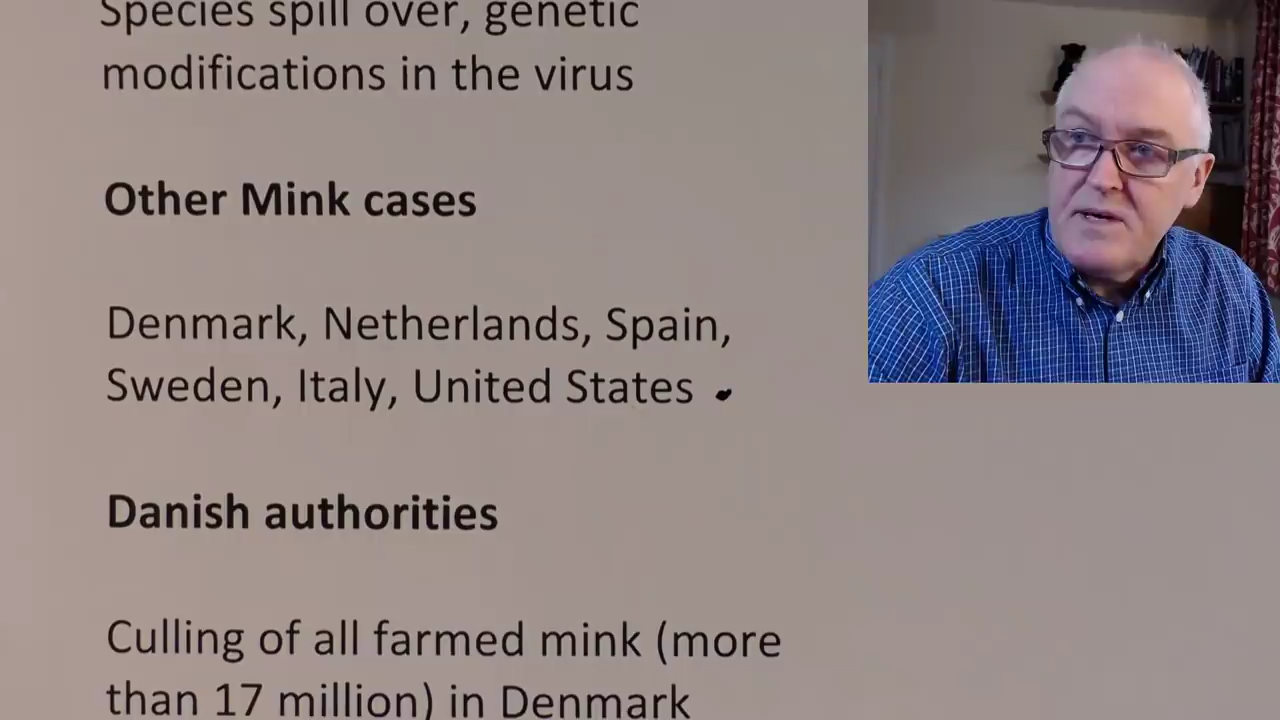 Species spill over, genetic
modifications in the virus
Other Mink cases
Denmark, Netherlands, Spain,
Sweden, Italy, United States
Danish authorities
Culling of all farmed mink (more
than 17 million) in Denmark